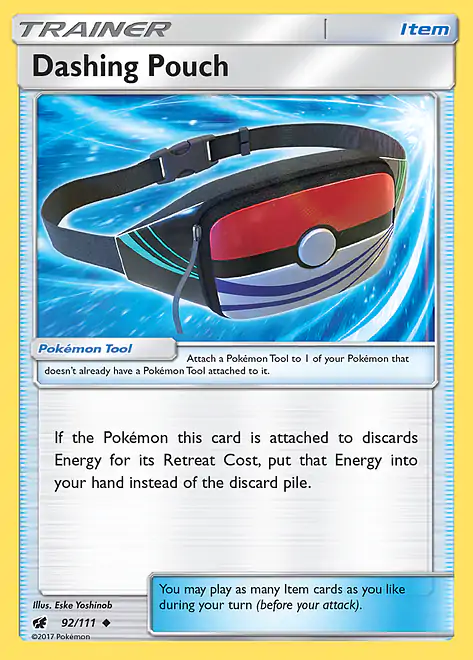 TRAINER
Item
Dashing Pouch
Pokémon Tool
Attach a Pokémon Tool to 1 of your Pokémon that
doesn't already have a Pokémon Tool attached to it.
If the Pokémon this card is attached to discards
Energy for its Retreat Cost, put that Energy into
your hand instead of the discard pile.
You may play as many Item cards as you like
during your turn (before your attack).
Illus. Eske Yoshinob
92/111
©2017 Pokémon